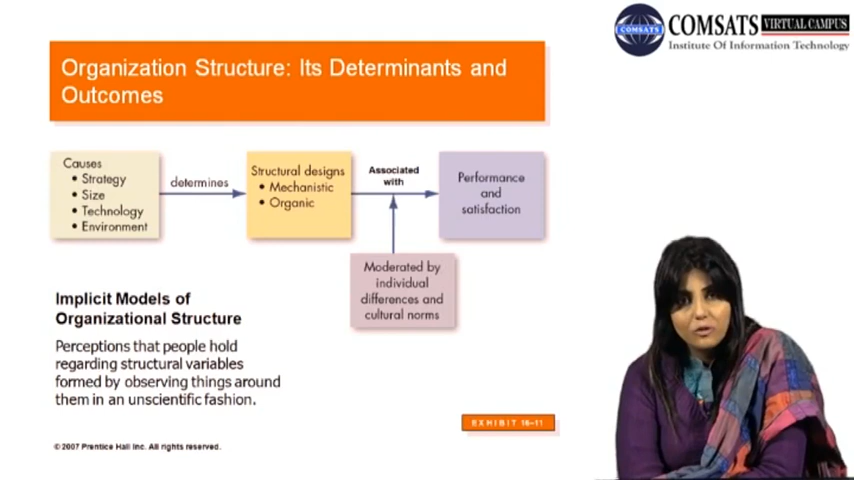 COMSATS VIRTUAL CAMPUS
COMSATS
Institute Of Information Technology
Organization Structure: Its Determinants and
Outcomes
Causes
• Strategy
• Size
• Technology
• Environment
determines
Structural designs
• Mechanistic
• Organic
Associated
with
Performance
and
satisfaction
Moderated by
individual
differences and
cultural norms
Implicit Models of
Organizational Structure
Perceptions that people hold
regarding structural variables
formed by observing things around
them in an unscientific fashion.
EXHIBIT 16–11
© 2007 Prentice Hall Inc. All rights reserved.